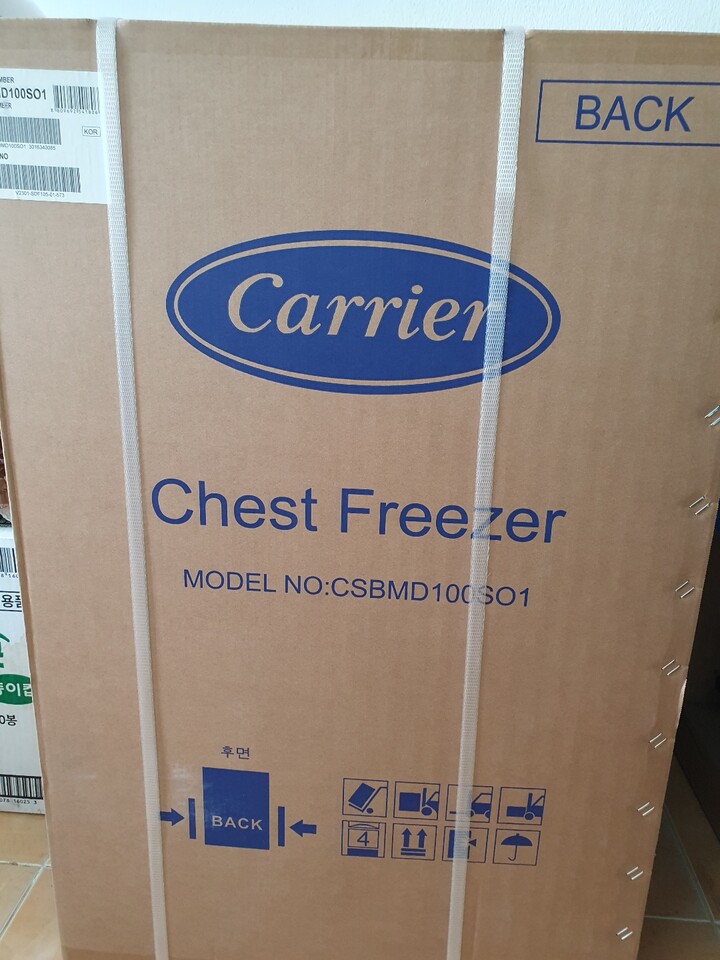 D100SO1
KOR
BACK
Carrier
Chest Freezer
MODEL NO:CSBMD100SO1
후면
BACK
4